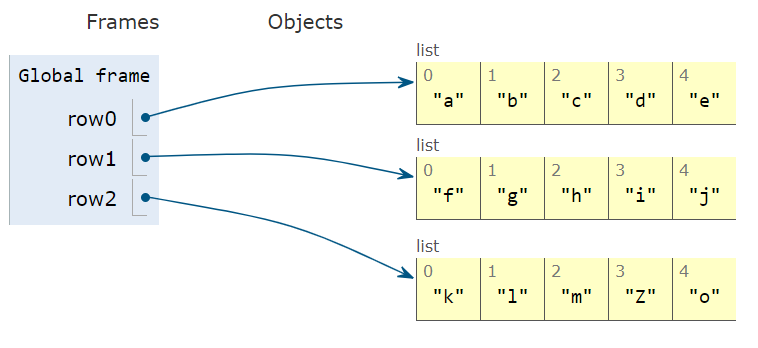 Frames Objects
Global frame
row0
row1
row2
list
0 1 2 3 4
"a" "b" "c" "d" "e"
list
0 1 2 3 4
"f" "g" "h" "i" "j"
list
0 1 2 3 4
"k" "l" "m" "Z" "o"